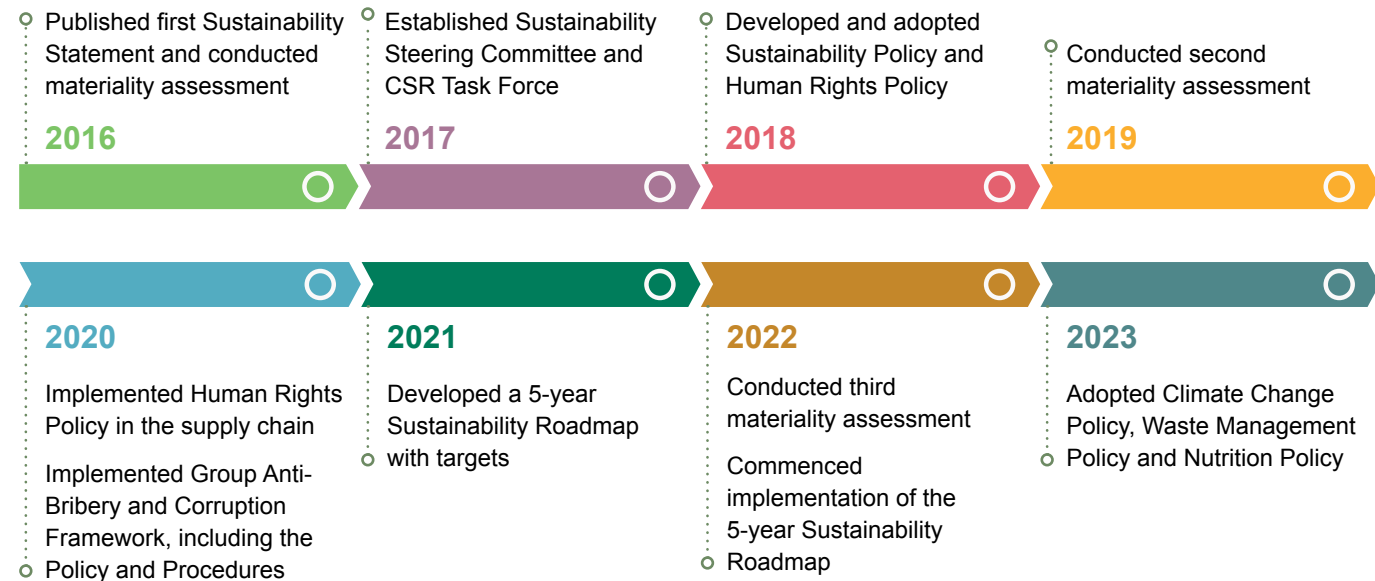 Published first Sustainability
Statement and conducted
materiality assessment
2016
Established Sustainability
Steering Committee and
CSR Task Force
2017
Developed and adopted
Sustainability Policy and
Human Rights Policy
2018
Conducted second
materiality assessment
2019
2020
Implemented Human Rights
Policy in the supply chain
Implemented Group Anti-
Bribery and Corruption
Framework, including the
Policy and Procedures
2021
Developed a 5-year
Sustainability Roadmap
with targets
2022
Conducted third
materiality assessment
Commenced
implementation of the
5-year Sustainability
Roadmap
2023
Adopted Climate Change
Policy, Waste Management
Policy and Nutrition Policy